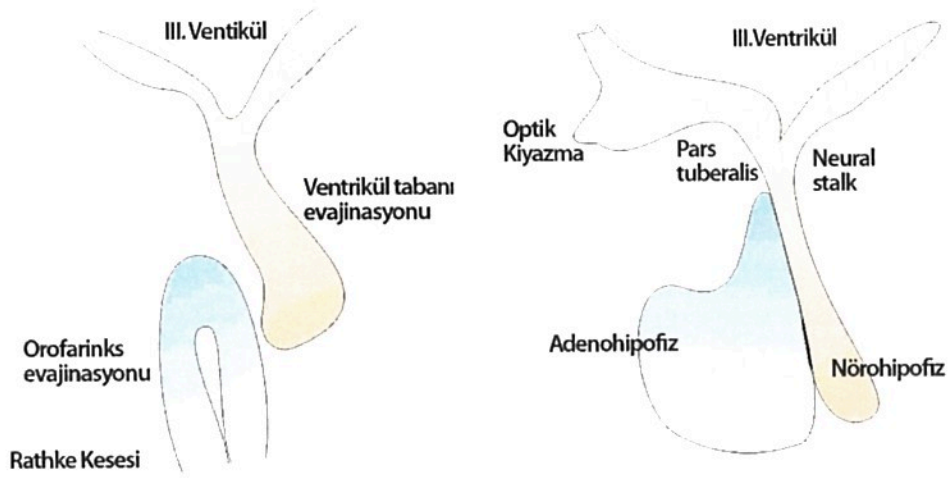 III. Ventikül
Ventrikül tabanı
evajinasyonu
Orofarinks
evajinasyonu
Rathke Kesesi
III.Ventrikül
Optik
Kiyazma
Pars
tuberalis
Neural
stalk
Adenohipofiz
Nörohipofiz